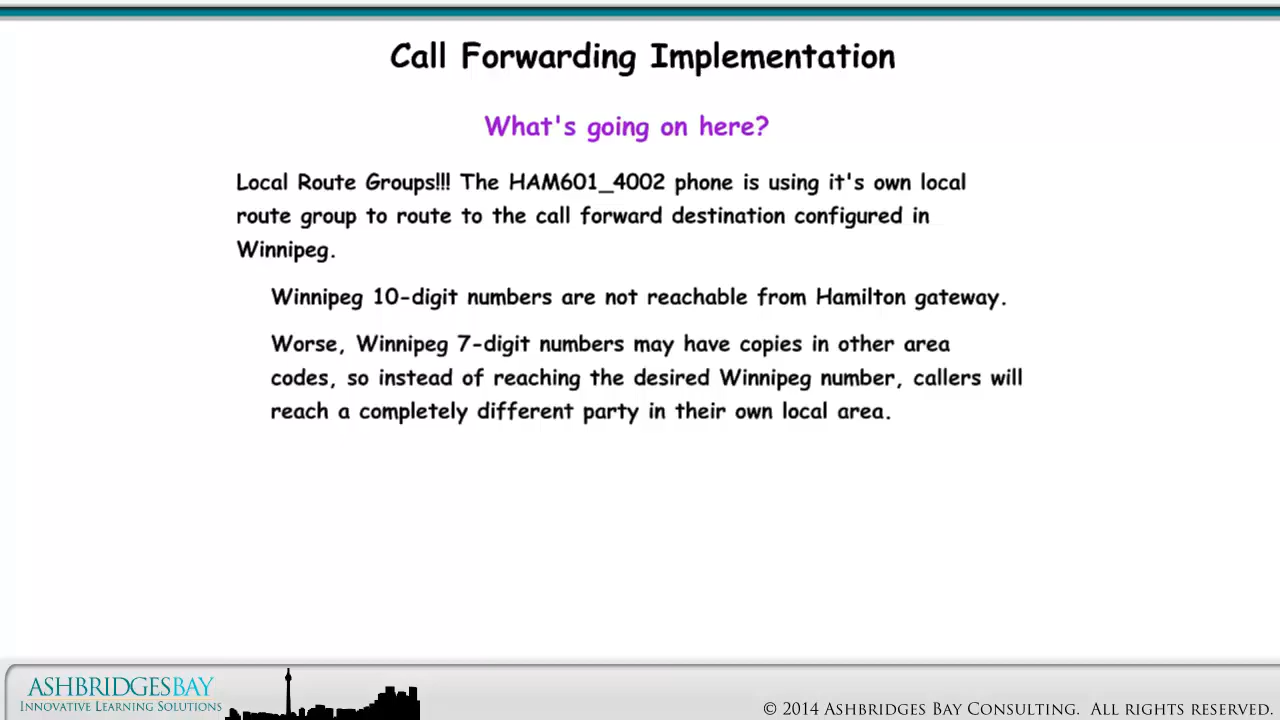 Call Forwarding Implementation
What's going on here?
Local Route Groups!!! The HAM601_4002 phone is using it's own local
route group to route to the call forward destination configured in
Winnipeg.
Winnipeg 10-digit numbers are not reachable from Hamilton gateway.
Worse, Winnipeg 7-digit numbers may have copies in other area
codes, so instead of reaching the desired Winnipeg number, callers will
reach a completely different party in their own local area.
ASHBRIDGESBAY
INNOVATIVE LEARNING SOLUTIONS
© 2014 ASHBRIDGES BAY CONSULTING. ALL RIGHTS RESERVED.